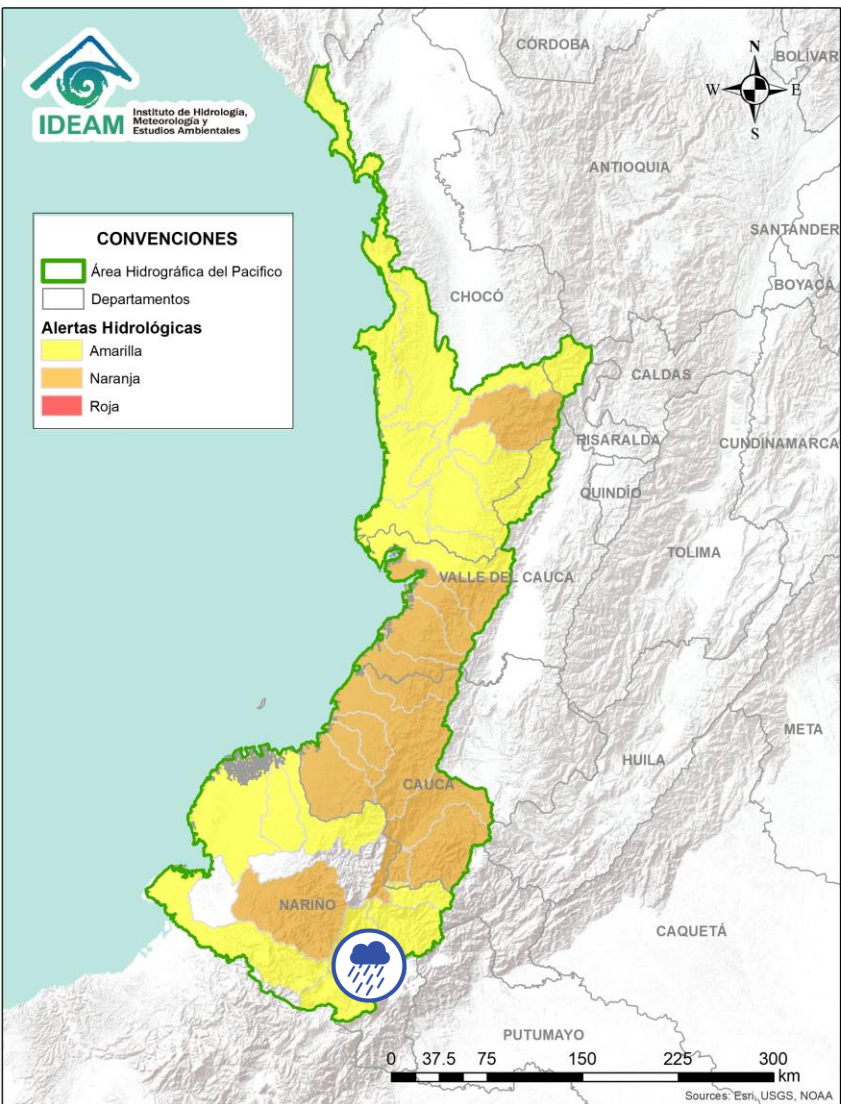 IDEAM
Instituto de Hidrología,
Meteorología y
Estudios Ambientales
CÓRDOBA
BOLÍVAR
N
W
E
S
ANTIOQUIA
SANTANDER
BOYACÁ
CONVENCIONES
Área Hidrográfica del Pacifico
Departamentos
Alertas Hidrológicas
Amarilla
Naranja
Roja
CHOCÓ
CALDAS
RISARALDA
CUNDINAMARCA
QUINDÍO
TOLIMA
VALLE DEL CAUCA
META
HUILA
CAUCA
NARIÑO
CAQUETÁ
PUTUMAYO
0 37.5 75 150 225 300
km
Sources: Esri, USGS, NOAA